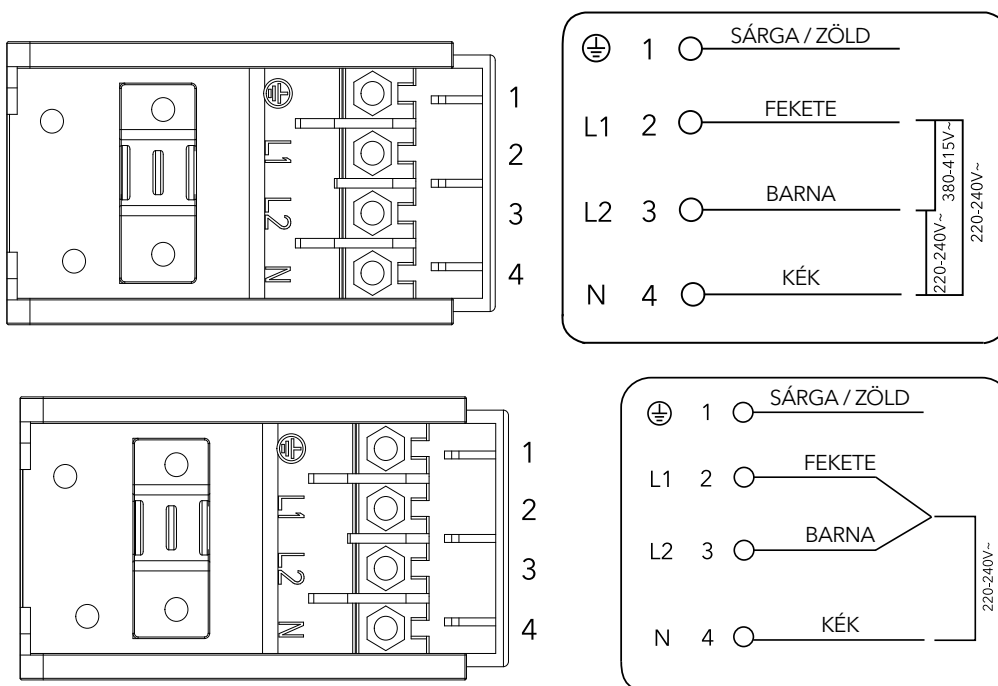 L1
L2
N
1
2
3
4
1 SÁRGA / ZÖLD
L1 2 FEKETE
L2 3 BARNA
N 4 KÉK
380-415V~
220-240V~
220-240V~
L1
L2
N
1
2
3
4
1 SÁRGA / ZÖLD
L1 2 FEKETE
L2 3 BARNA
N 4 KÉK
220-240V~